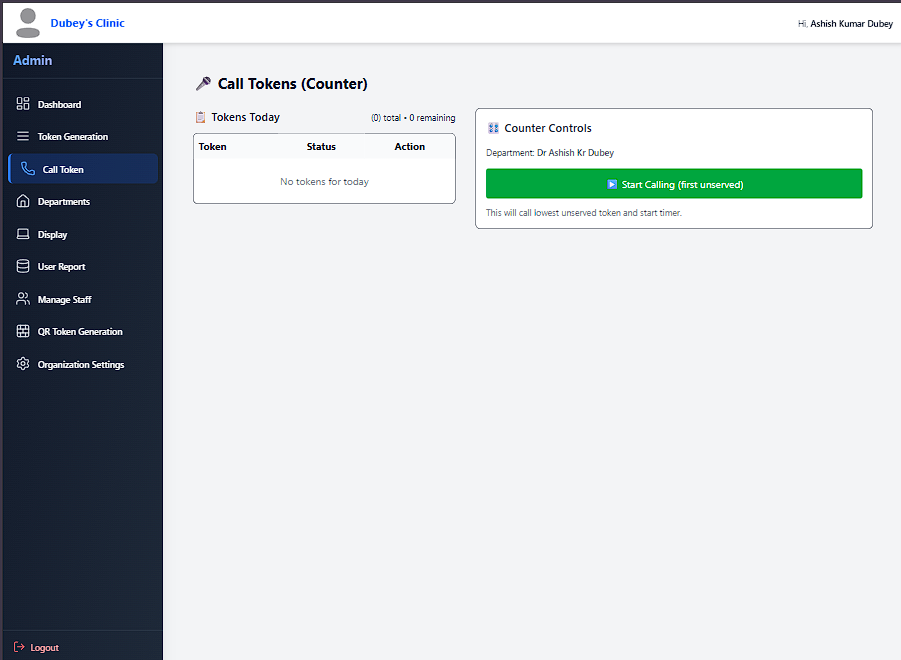 Dubey's Clinic
Hi, Ashish Kumar Dubey
Admin
Dashboard
Token Generation
Call Token
Departments
Display
User Report
Manage Staff
QR Token Generation
Organization Settings
Logout
Call Tokens (Counter)
Tokens Today
(0) total • 0 remaining
Token Status Action
No tokens for today
Counter Controls
Department: Dr Ashish Kr Dubey
Start Calling (first unserved)
This will call lowest unserved token and start timer.